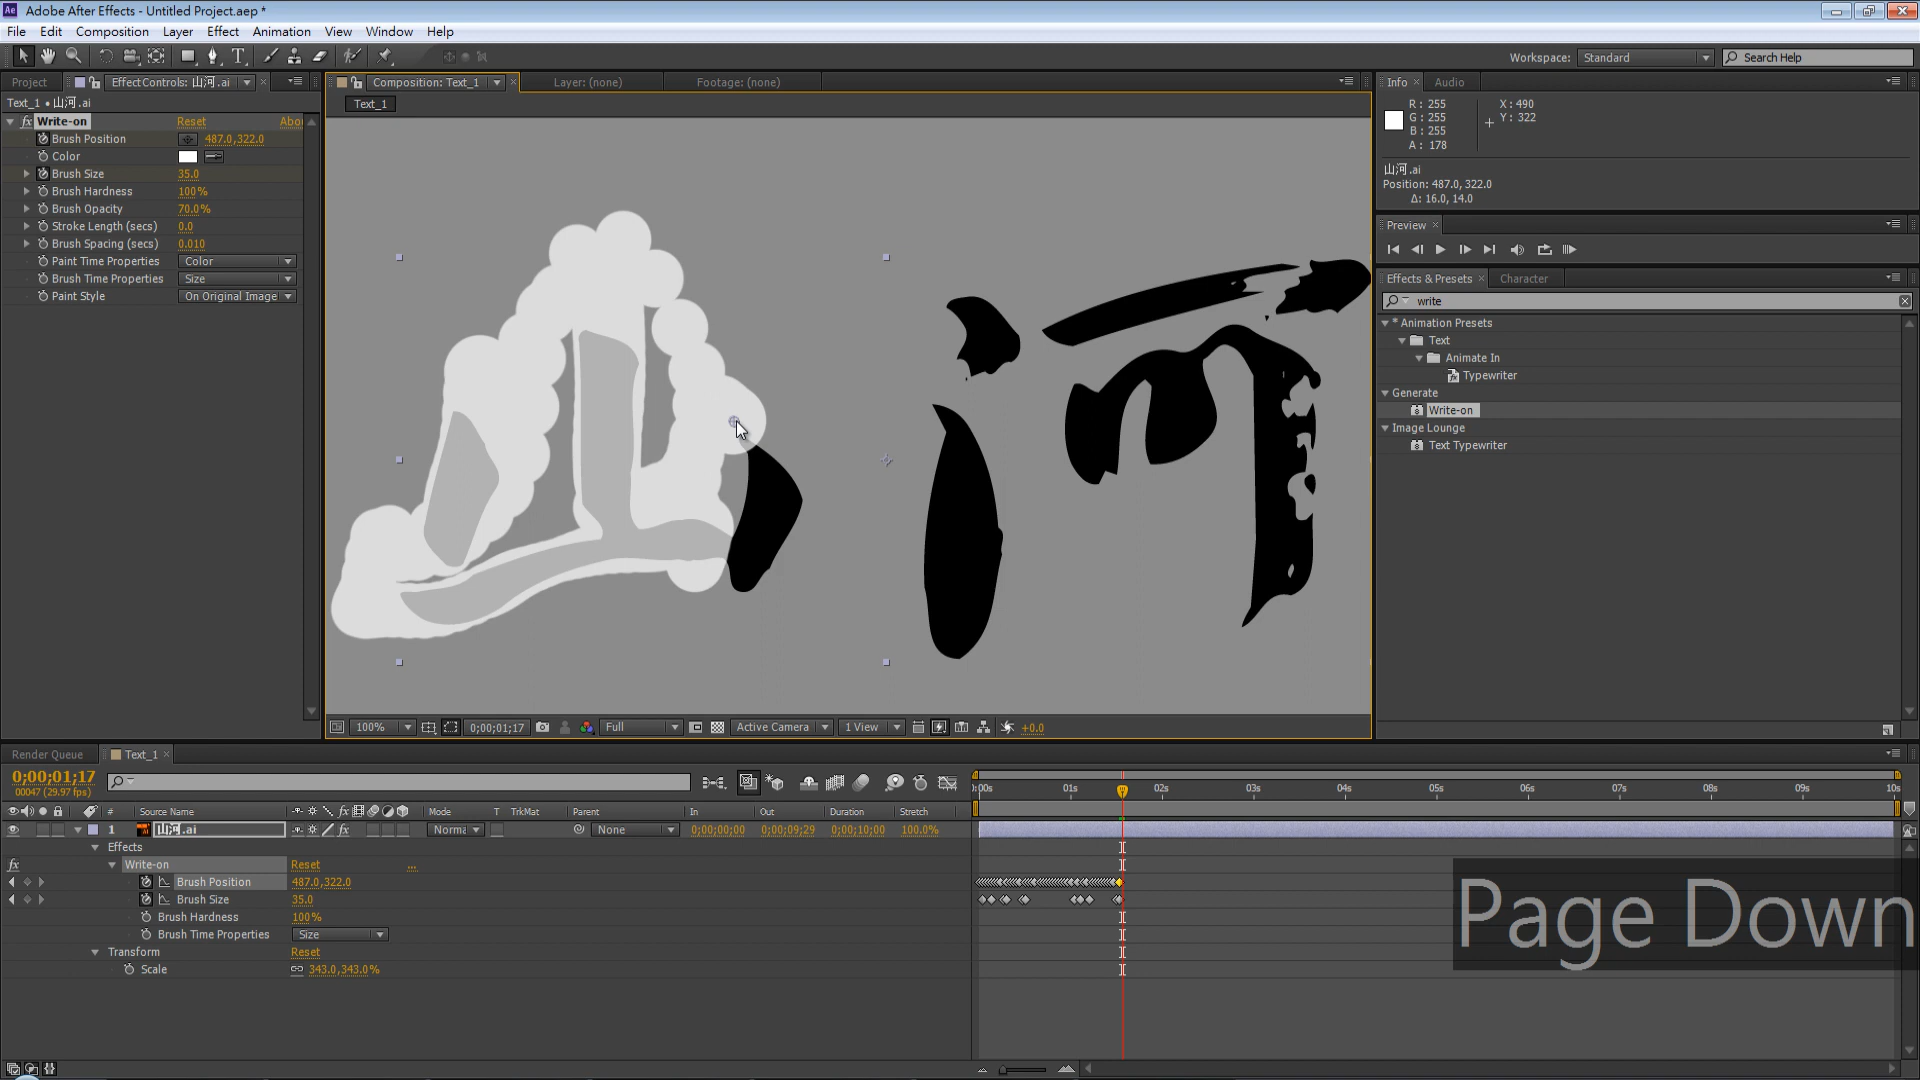 Adobe After Effects - Untitled Project.aep *
File Edit Composition Layer Effect Animation View Window Help
Workspace: Standard Search Help
Project Effect Controls: 山河.ai Composition: Text_1 Layer: (none) Footage: (none) Info Audio
Text_1 • 山河.ai
Text_1
Write-on Reset Abou
Brush Position 487.0,322.0
Color
Brush Size 35.0
Brush Hardness 100%
Brush Opacity 70.0%
Stroke Length (secs) 0.0
Brush Spacing (secs) 0.010
Paint Time Properties Color
Brush Time Properties Size
Paint Style On Original Image
山河
R : 255 X : 490
G : 255 Y : 322
B : 255
A : 178
山河.ai
Position: 487.0, 322.0
Δ: 16.0, 14.0
Preview
Effects & Presets Character
write
* Animation Presets
Text
Animate In
Typewriter
Generate
Write-on
Image Lounge
Text Typewriter
100% 0;00;01;17 Full Active Camera 1 View +0.0
Render Queue Text_1
0;00;01;17
00047 (29.97 fps)
# Source Name Mode T TrkMat Parent In Out Duration Stretch
1 山河.ai Norma None 0;00;00;00 0;00;09;29 0;00;10;00 100.0%
Effects
Write-on Reset ...
Brush Position 487.0,322.0
Brush Size 35.0
Brush Hardness 100%
Brush Time Properties Size
Transform Reset
Scale 343.0,343.0%
01s 02s 03s 04s 05s 06s 07s 08s 09s 10s
Page Down